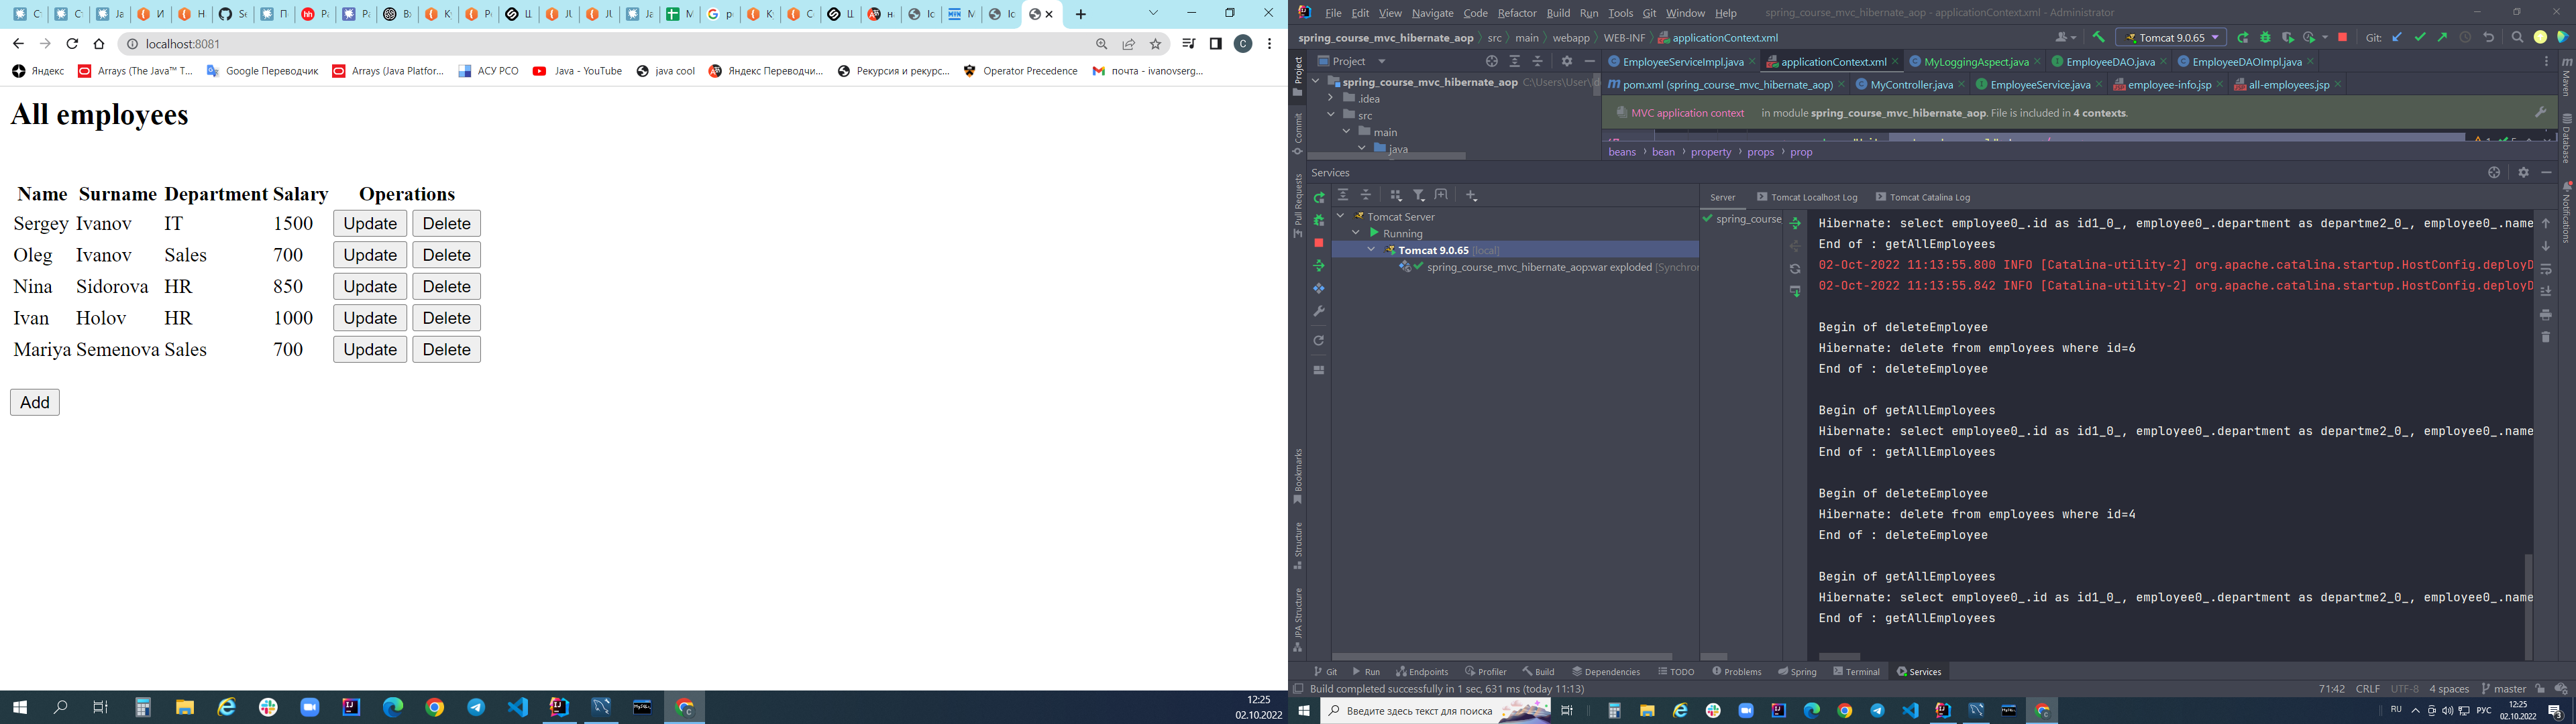 localhost:8081
Яндекс
Arrays (The Java™ T...
Google Переводчик
Arrays (Java Platfor...
АСУ РСО
Java - YouTube
java cool
Яндекс Переводчи...
Рекурсия и рекурс...
Operator Precedence
почта - ivanovserg...
All employees
Name Surname Department Salary Operations
Sergey Ivanov IT 1500 Update Delete
Oleg Ivanov Sales 700 Update Delete
Nina Sidorova HR 850 Update Delete
Ivan Holov HR 1000 Update Delete
Mariya Semenova Sales 700 Update Delete
Add
12:25
02.10.2022
File Edit View Navigate Code Refactor Build Run Tools Git Window Help spring_course_mvc_hibernate_aop - applicationContext.xml - Administrator
spring_course_mvc_hibernate_aop src main webapp WEB-INF applicationContext.xml
Tomcat 9.0.65
Git:
Project
EmployeeServiceImpl.java applicationContext.xml MyLoggingAspect.java EmployeeDAO.java EmployeeDAOImpl.java
pom.xml (spring_course_mvc_hibernate_aop) MyController.java EmployeeService.java employee-info.jsp all-employees.jsp
spring_course_mvc_hibernate_aop C:\Users\User\
.idea
src
main
java
MVC application context in module spring_course_mvc_hibernate_aop. File is included in 4 contexts.
beans bean property props prop
Project
Commit
Pull Requests
Bookmarks
Structure
JPA Structure
Maven
Database
Notifications
Services
Tomcat Server
Running
Tomcat 9.0.65 [local]
spring_course_mvc_hibernate_aop:war exploded [Synchror
Server Tomcat Localhost Log Tomcat Catalina Log
spring_course
Hibernate: select employee0_.id as id1_0_, employee0_.department as departme2_0_, employee0_.name
End of : getAllEmployees
02-Oct-2022 11:13:55.800 INFO [Catalina-utility-2] org.apache.catalina.startup.HostConfig.deployD
02-Oct-2022 11:13:55.842 INFO [Catalina-utility-2] org.apache.catalina.startup.HostConfig.deployD
Begin of deleteEmployee
Hibernate: delete from employees where id=6
End of : deleteEmployee
Begin of getAllEmployees
Hibernate: select employee0_.id as id1_0_, employee0_.department as departme2_0_, employee0_.name
End of : getAllEmployees
Begin of deleteEmployee
Hibernate: delete from employees where id=4
End of : deleteEmployee
Begin of getAllEmployees
Hibernate: select employee0_.id as id1_0_, employee0_.department as departme2_0_, employee0_.name
End of : getAllEmployees
Git Run Endpoints Profiler Build Dependencies TODO Problems Spring Terminal Services
Build completed successfully in 1 sec, 631 ms (today 11:13)
71:42 CRLF UTF-8 4 spaces master
Введите здесь текст для поиска
RU
РУС
12:25
02.10.2022